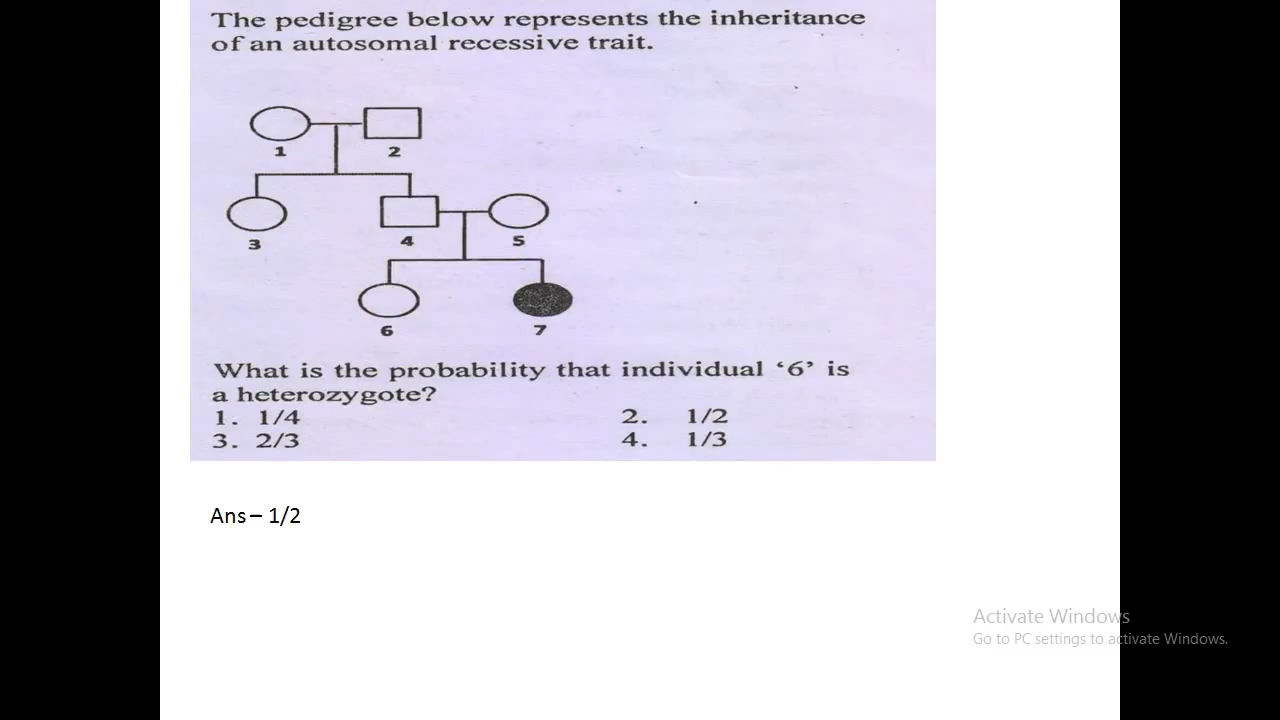 The pedigree below represents the inheritance
of an autosomal recessive trait.
1
2
3
4
5
6
7
What is the probability that individual ‘6’ is
a heterozygote?
1. 1/4 2. 1/2
3. 2/3 4. 1/3
Ans – 1/2
Activate Windows
Go to PC settings to activate Windows.